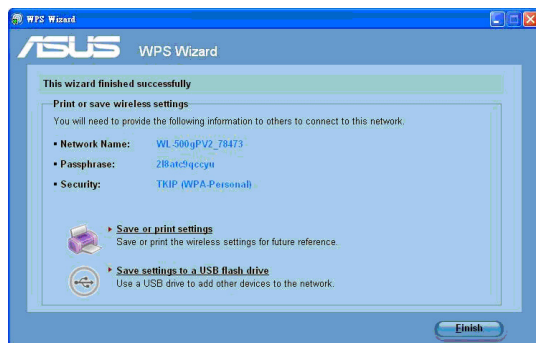 WPS Wizard
ASUS WPS Wizard
This wizard finished successfully
Print or save wireless settings
You will need to provide the following information to others to connect to this network.
• Network Name: WL-500gPV2_78473
• Passphrase: 2l8atc9qccyu
• Security: TKIP (WPA-Personal)
Save or print settings
Save or print the wireless settings for future reference.
Save settings to a USB flash drive
Use a USB drive to add other devices to the network.
Finish